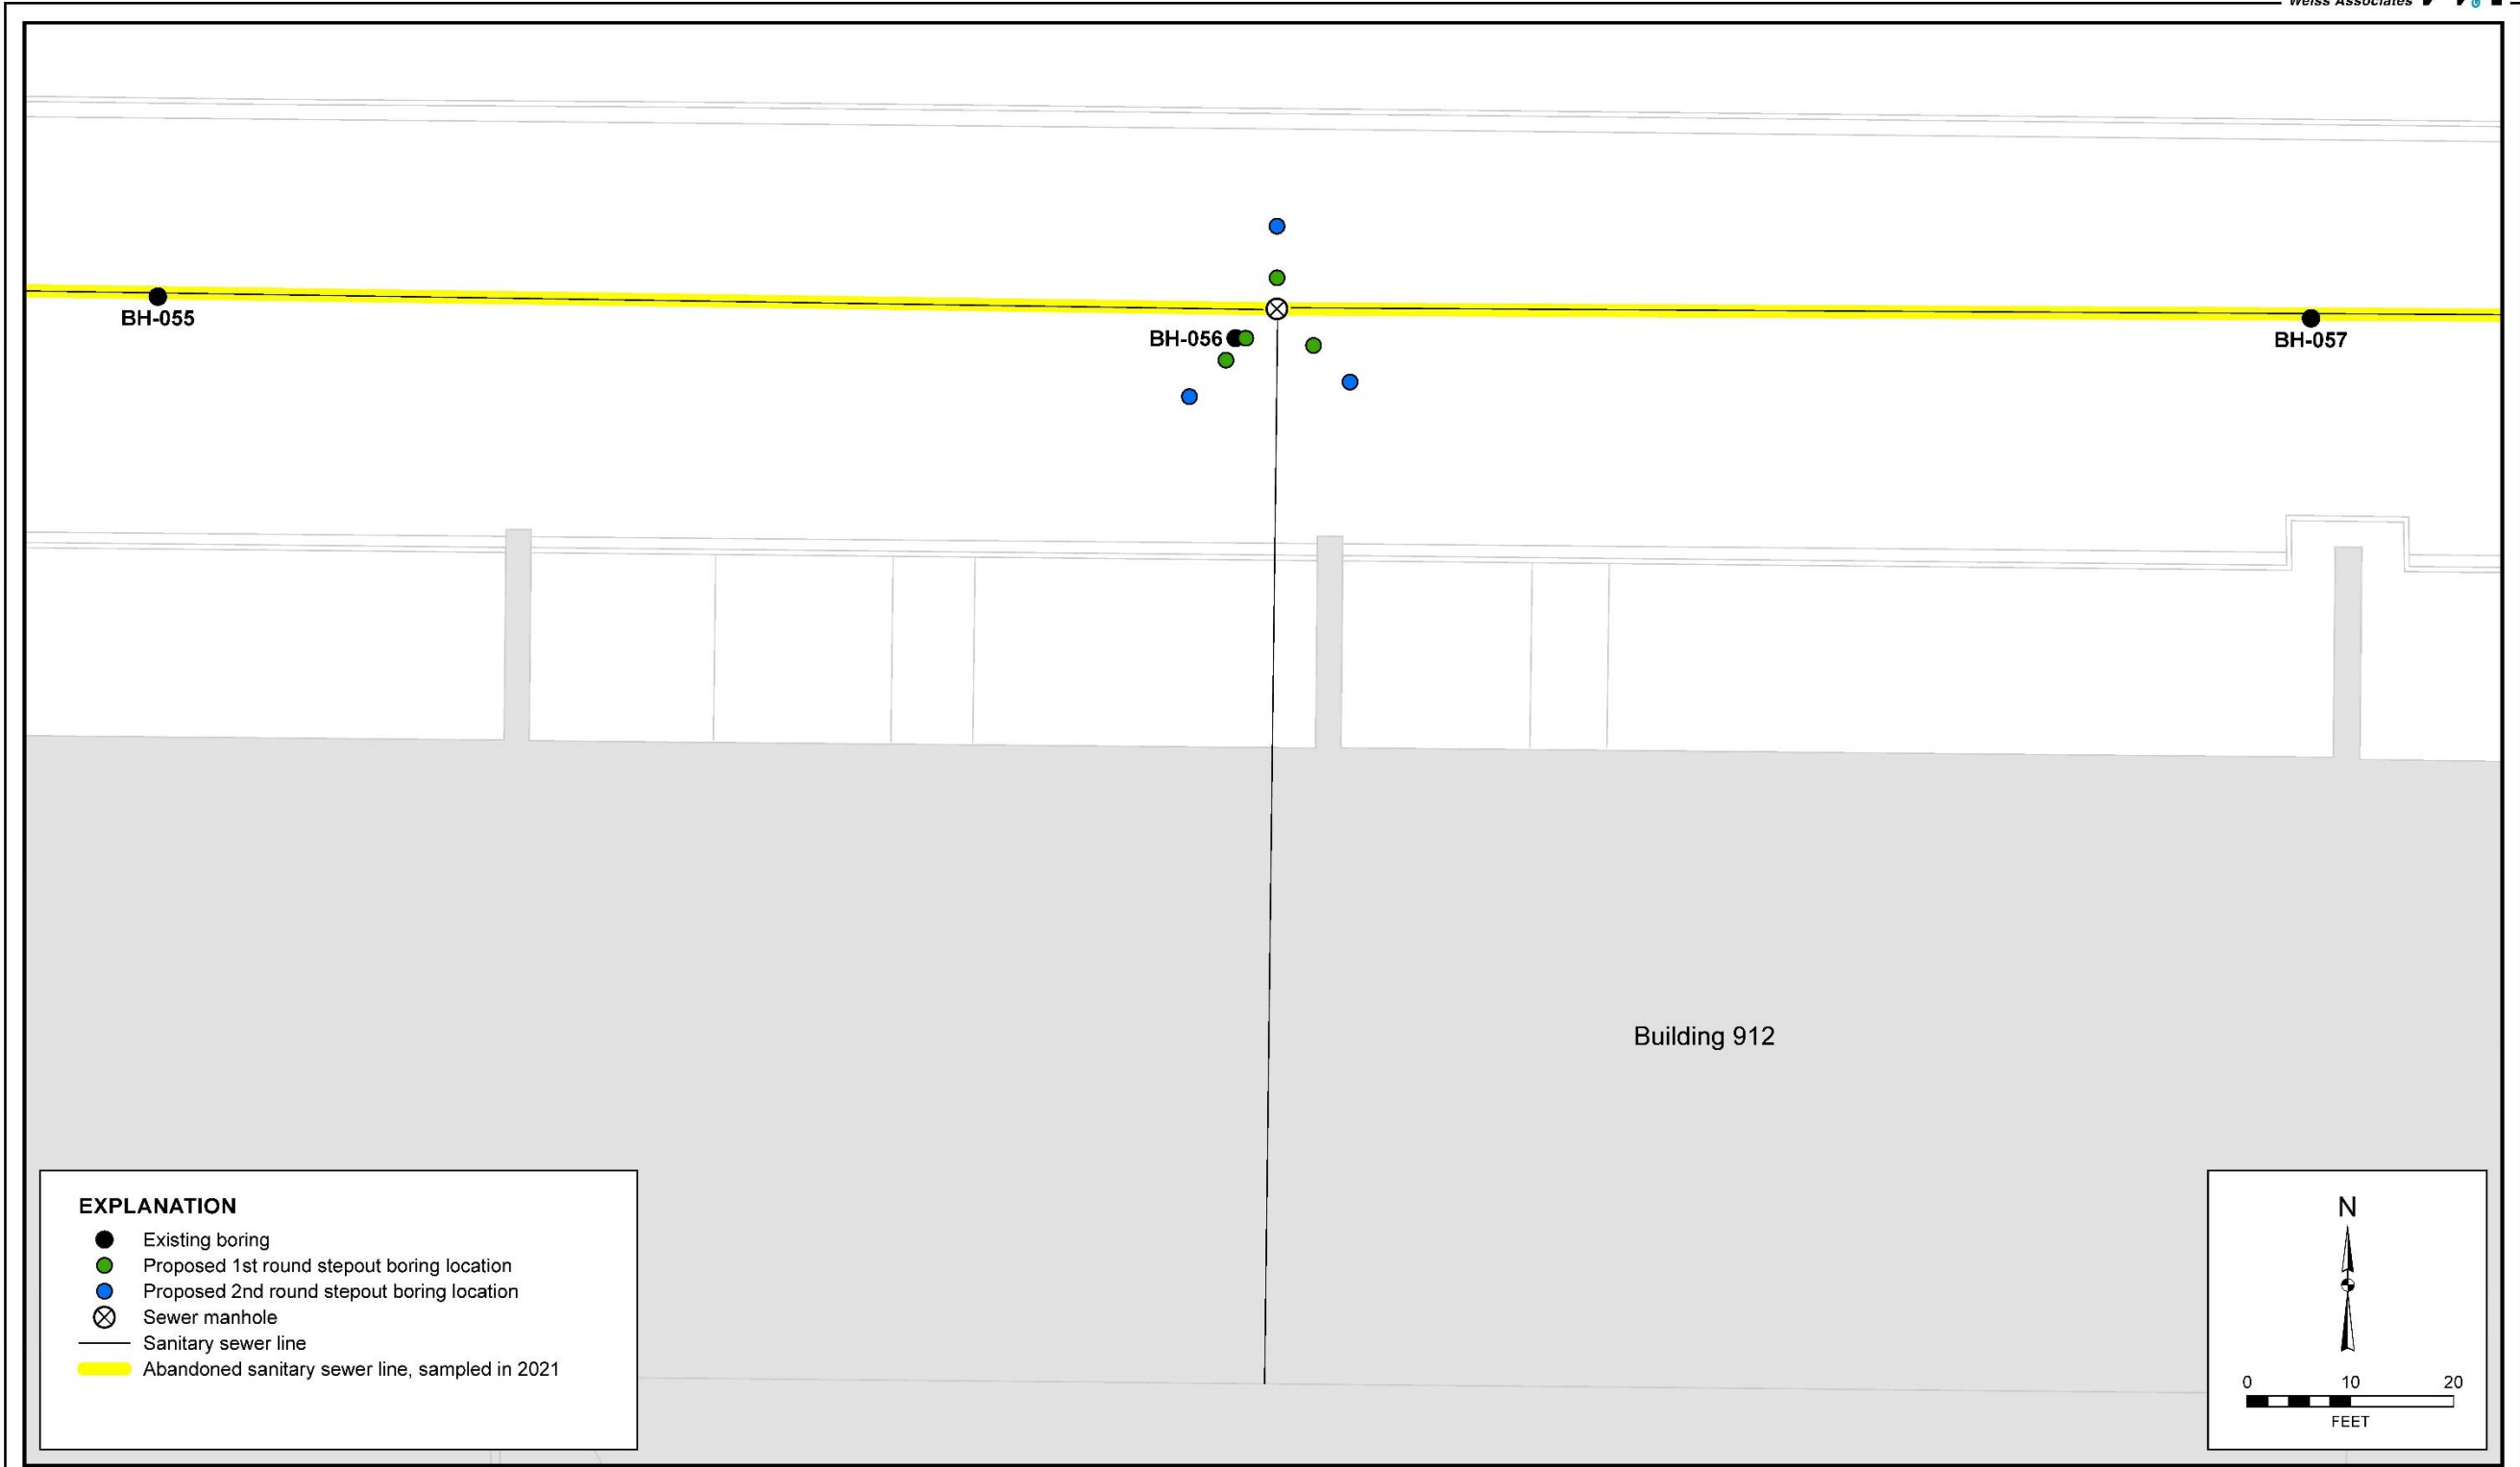 Weiss Associates
BH-055
BH-056
BH-057
Building 912
EXPLANATION
Existing boring
Proposed 1st round stepout boring location
Proposed 2nd round stepout boring location
Sewer manhole
Sanitary sewer line
Abandoned sanitary sewer line, sampled in 2021
N
0 10 20
FEET